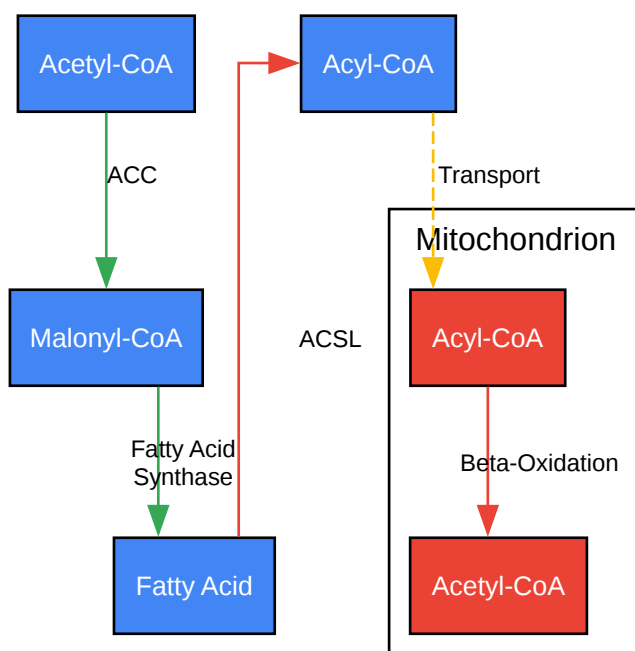 Acetyl-CoA
Acyl-CoA
ACC
Transport
Mitochondrion
Malonyl-CoA
ACSL
Acyl-CoA
Fatty Acid
Synthase
Beta-Oxidation
Fatty Acid
Acetyl-CoA